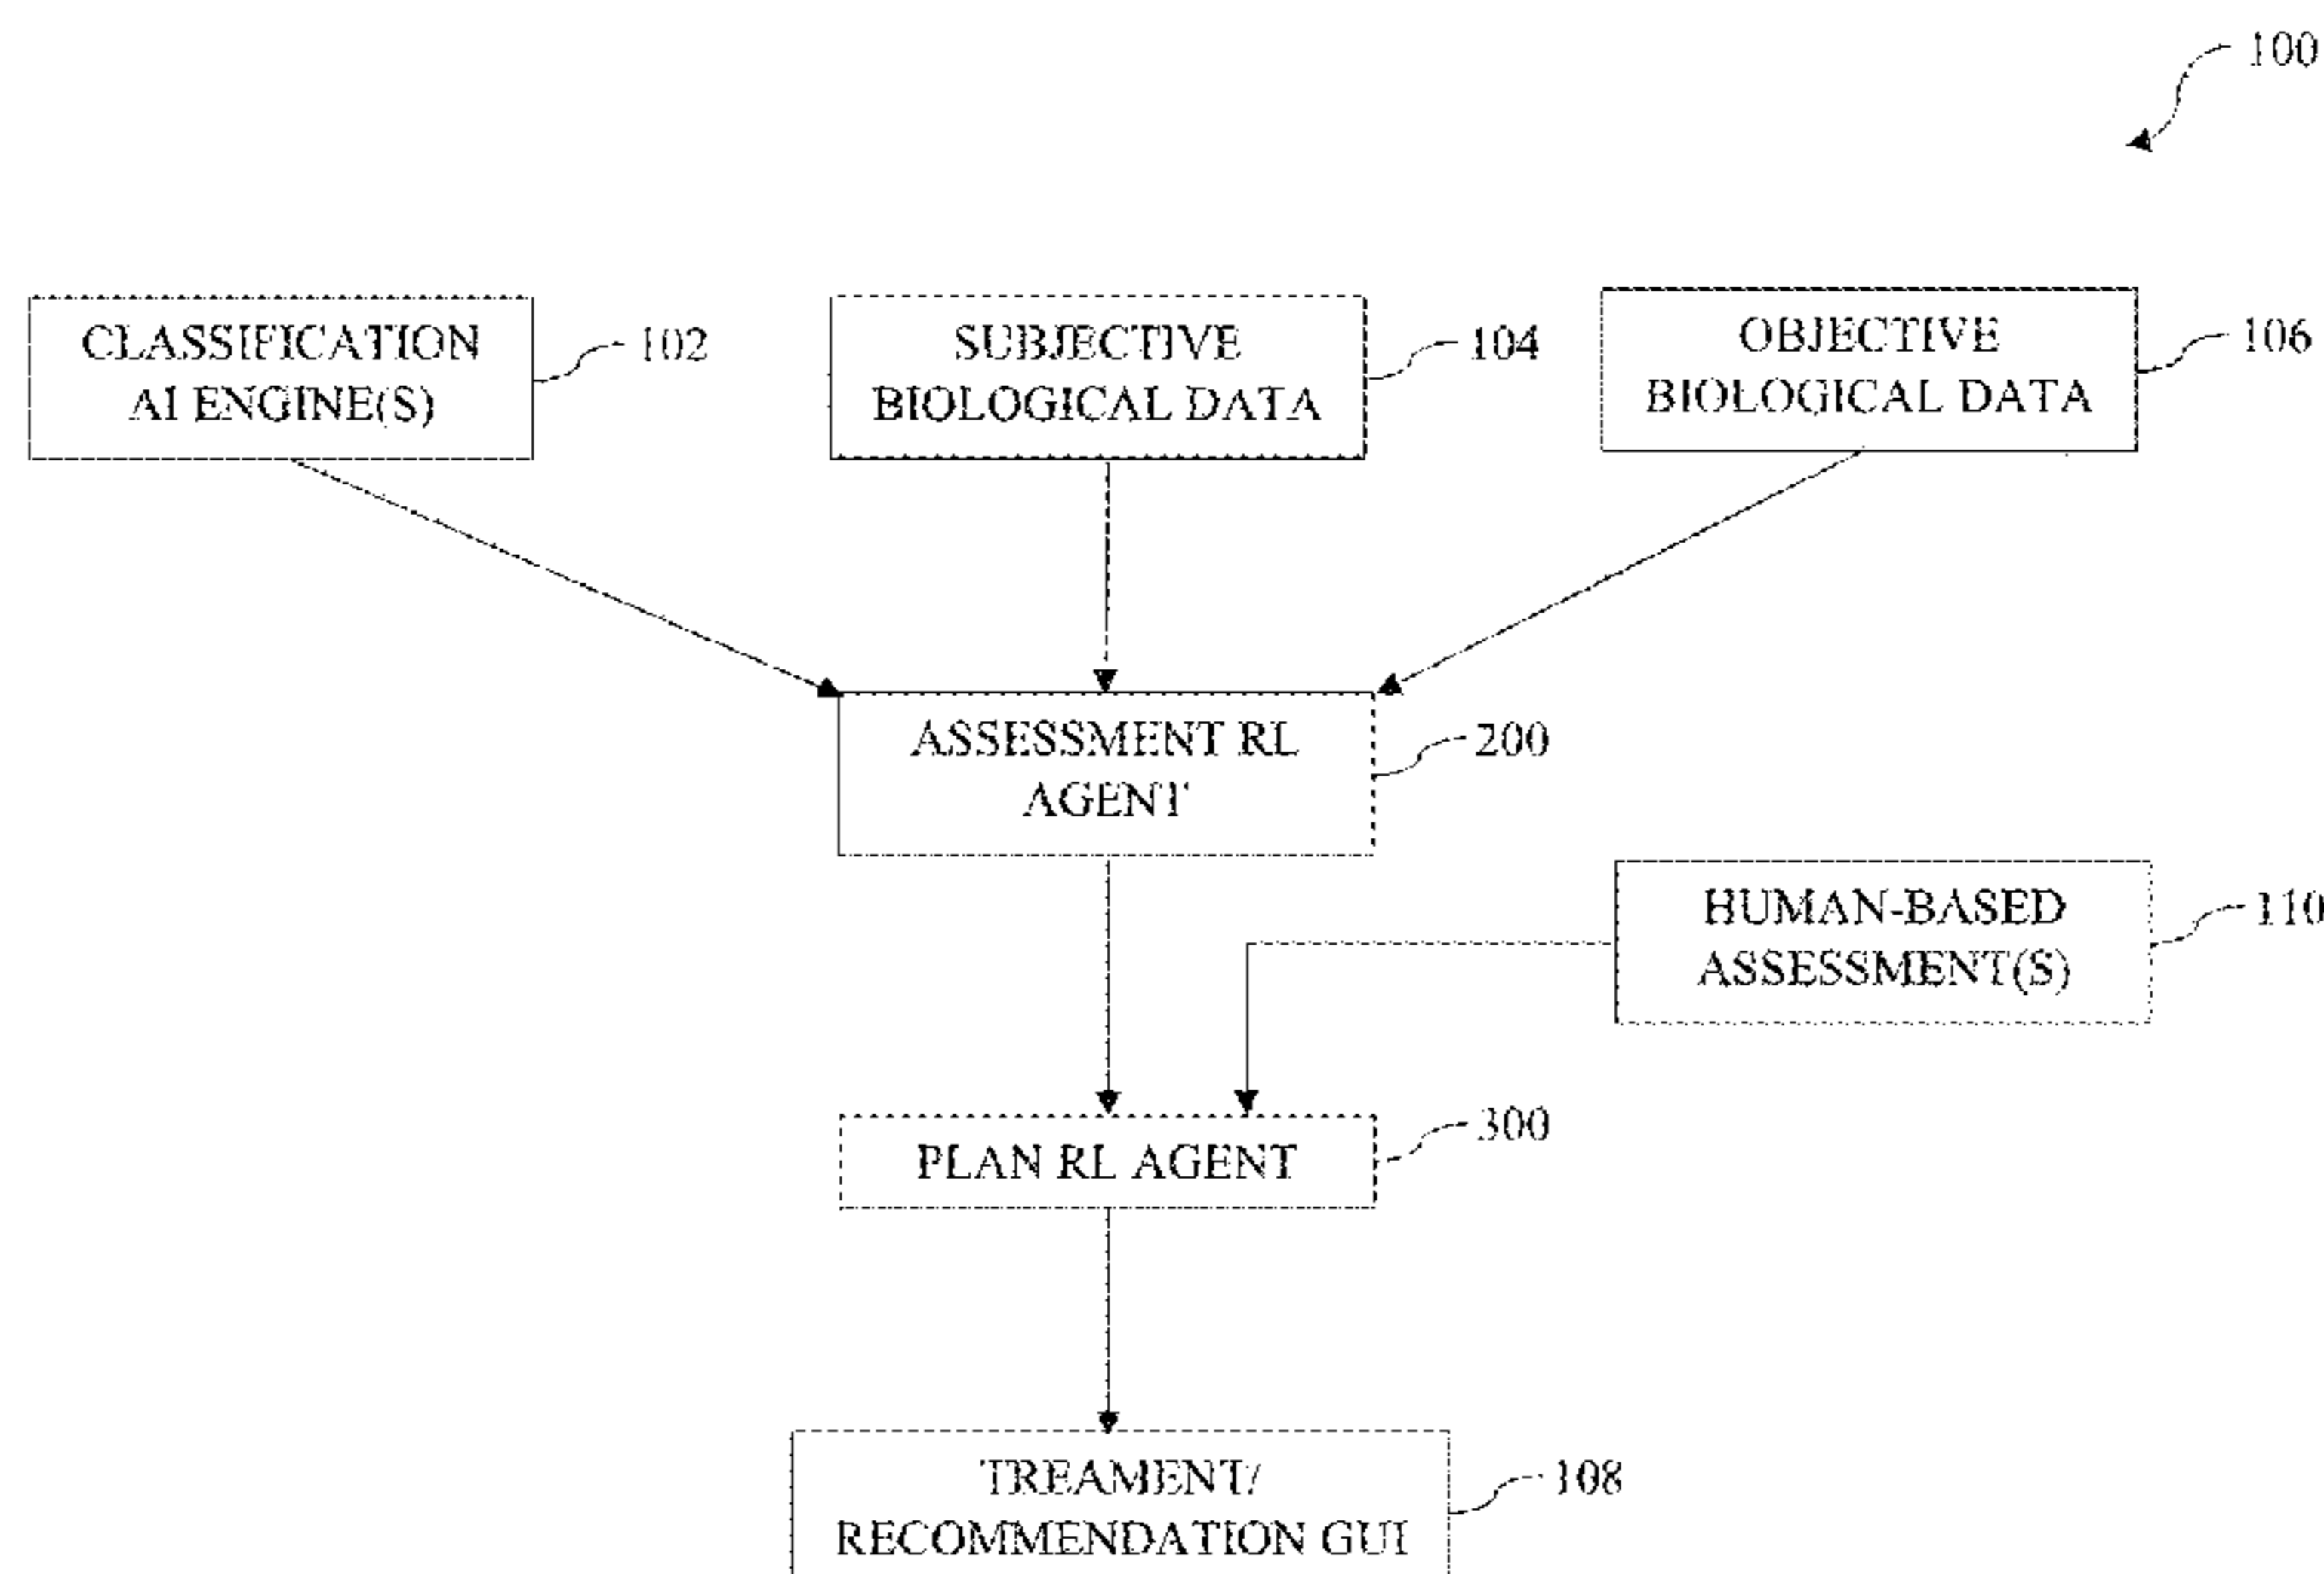 100
CLASSIFICATION
AI ENGINE(S)
102
SUBJECTIVE
BIOLOGICAL DATA
104
OBJECTIVE
BIOLOGICAL DATA
106
ASSESSMENT RL
AGENT
200
HUMAN-BASED
ASSESSMENT(S)
110
PLAN RL AGENT
300
TREAMENT/
RECOMMENDATION GUI
108